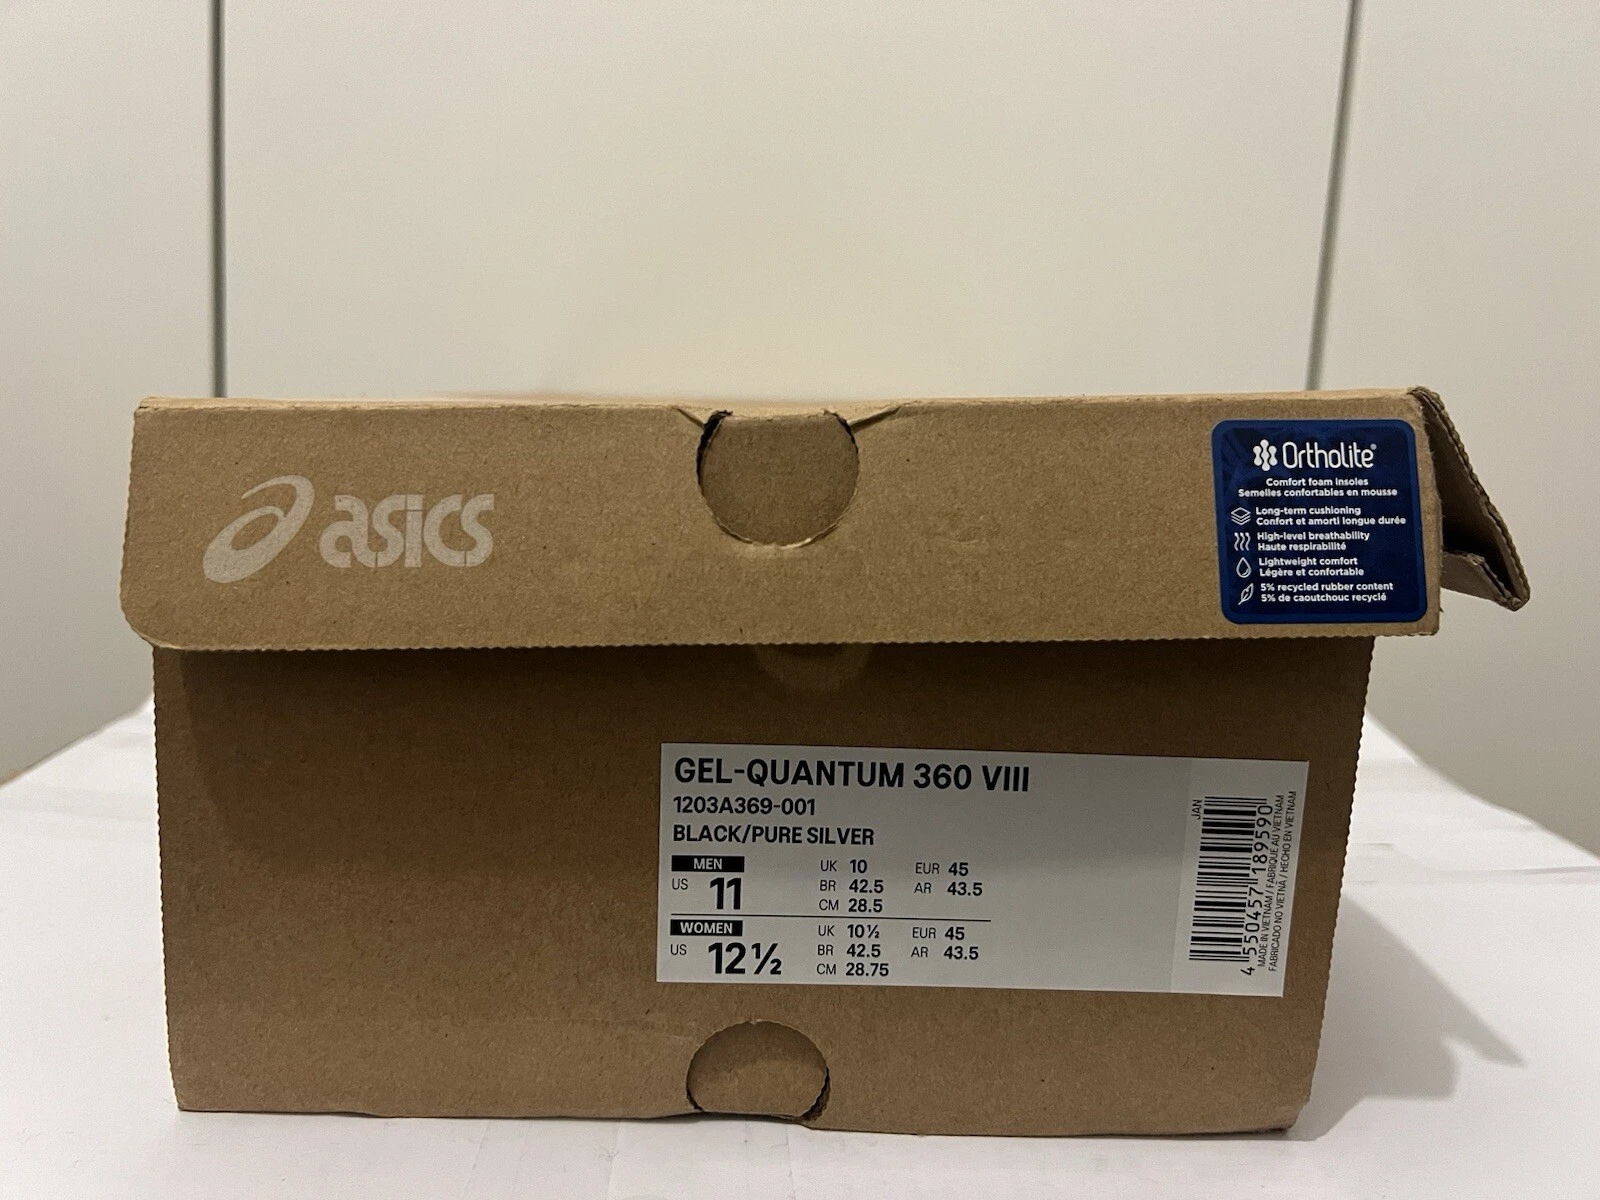 asics
Ortholite®
Comfort foam insoles
Semelles confortables en mousse
Long-term cushioning
Confort et amorti longue durée
High-level breathability
Haute respirabilité
Lightweight comfort
Légère et confortable
5% recycled rubber content
5% de caoutchouc recyclé
GEL-QUANTUM 360 VIII
1203A369-001
BLACK/PURE SILVER
MEN
US 11
UK 10 EUR 45
BR 42.5 AR 43.5
CM 28.5
WOMEN
US 12½
UK 10½ EUR 45
BR 42.5 AR 43.5
CM 28.75
JAN
4 550457 189590
MADE IN VIETNAM / FABRIQUE AU VIETNAM
FABRICADO NO VIETNÃ / HECHO EN VIETNAM